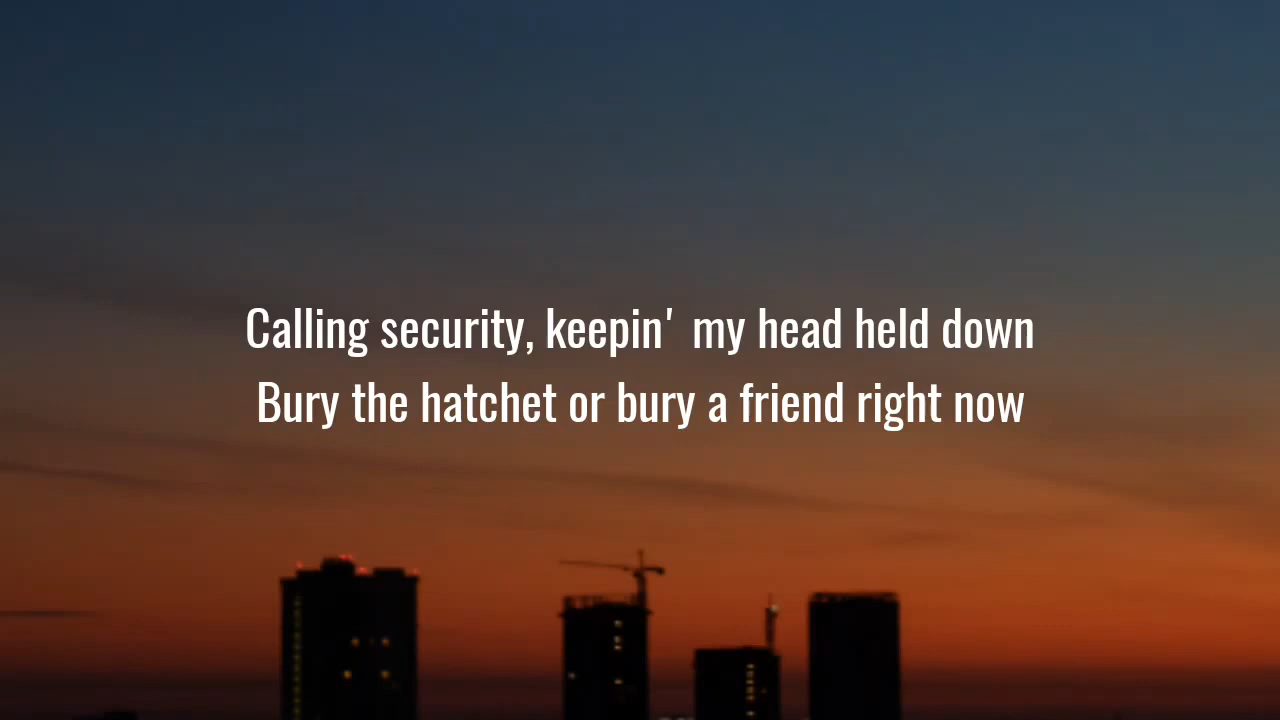 Calling security, keepin' my head held down
Bury the hatchet or bury a friend right now